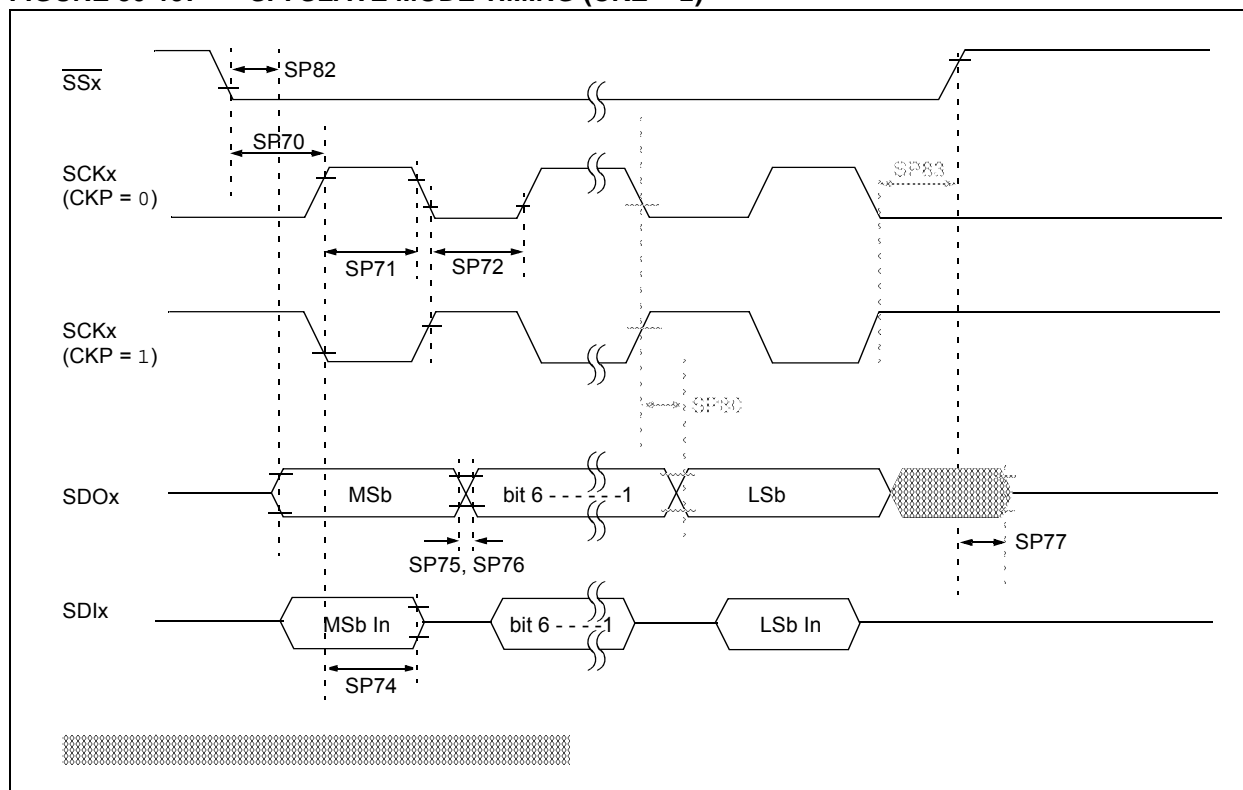 SSx
SP82
SP70
SCKx
(CKP = 0)
SP83
SP71
SP72
SCKx
(CKP = 1)
SP80
SDOx
MSb
bit 6 - - - - - -1
LSb
SP75, SP76
SP77
SDIx
MSb In
bit 6 - - - -1
LSb In
SP74